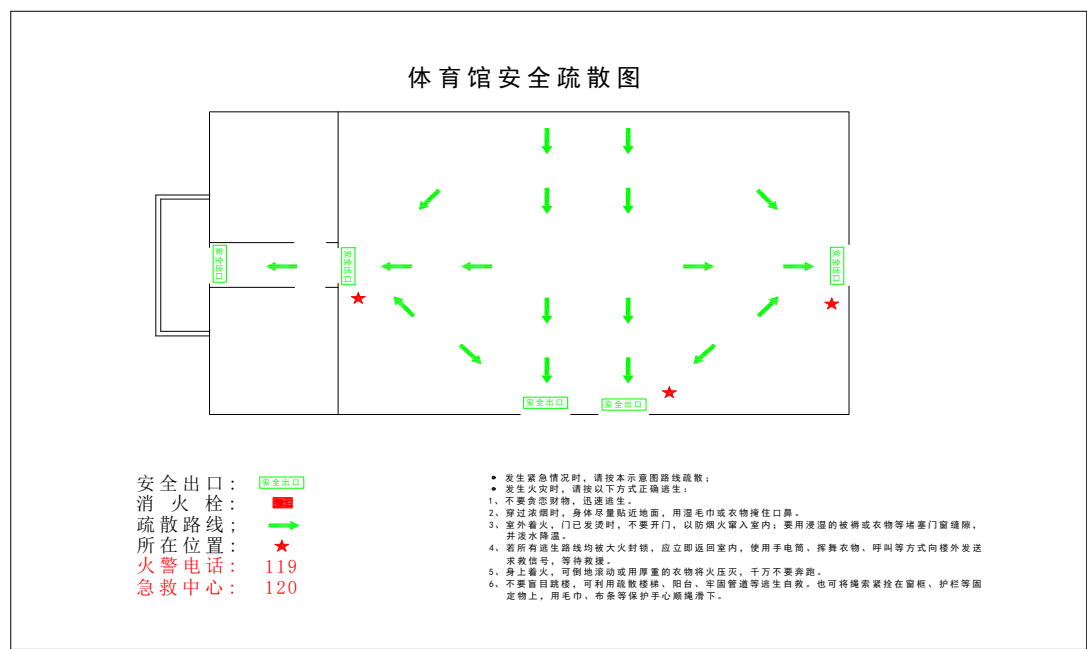 体育馆安全疏散图
安全出口
安全出口
安全出口
安全出口
安全出口
安全出口：
消火栓：
疏散路线；
所在位置：
火警电话： 119
急救中心： 120
• 发生紧急情况时，请按本示意图路线疏散；
• 发生火灾时，请按以下方式正确逃生：
1、不要贪恋财物，迅速逃生。
2、穿过浓烟时，身体尽量贴近地面，用湿毛巾或衣物掩住口鼻。
3、室外着火，门已发烫时，不要开门，以防烟火窜入室内；要用浸湿的被褥或衣物等堵塞门窗缝隙，
并泼水降温。
4、若所有逃生路线均被大火封锁，应立即返回室内，使用手电筒、挥舞衣物、呼叫等方式向楼外发送
求救信号，等待救援。
5、身上着火，可倒地滚动或用厚重的衣物将火压灭，千万不要奔跑。
6、不要盲目跳楼，可利用疏散楼梯、阳台、牢固管道等逃生自救。也可将绳索紧拴在窗框、护栏等固
定物上，用毛巾、布条等保护手心顺绳滑下。
安全出口